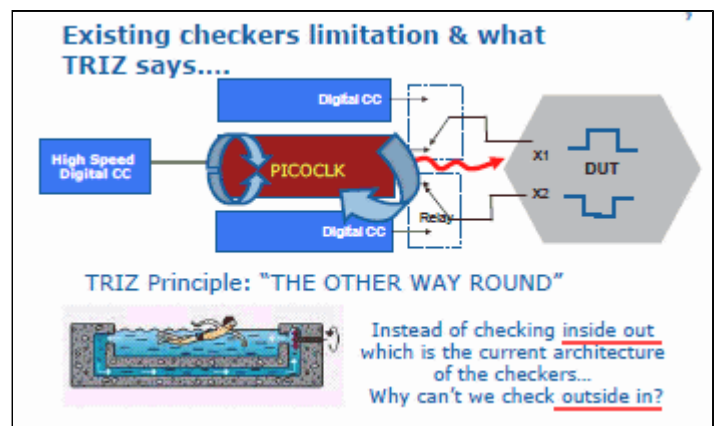 Existing checkers limitation & what
TRIZ says....
Digital CC
High Speed
Digital CC
PICOCLK
X1
DUT
X2
Relay
Digital CC
TRIZ Principle: “THE OTHER WAY ROUND”
Instead of checking inside out
which is the current architecture
of the checkers...
Why can't we check outside in?